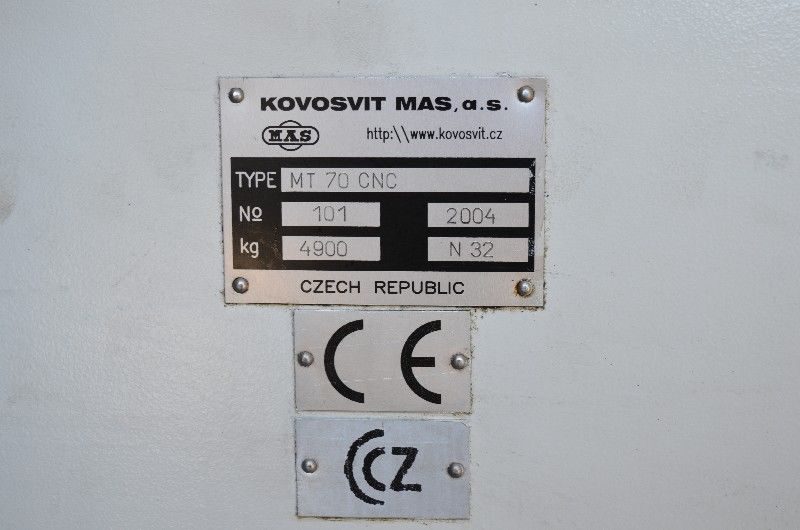 KOVOSVIT MAS, a.s.
MAS
http:\\www.kovosvit.cz
TYPE MT 70 CNC
No 101 2004
kg 4900 N 32
CZECH REPUBLIC
CE
CCZ